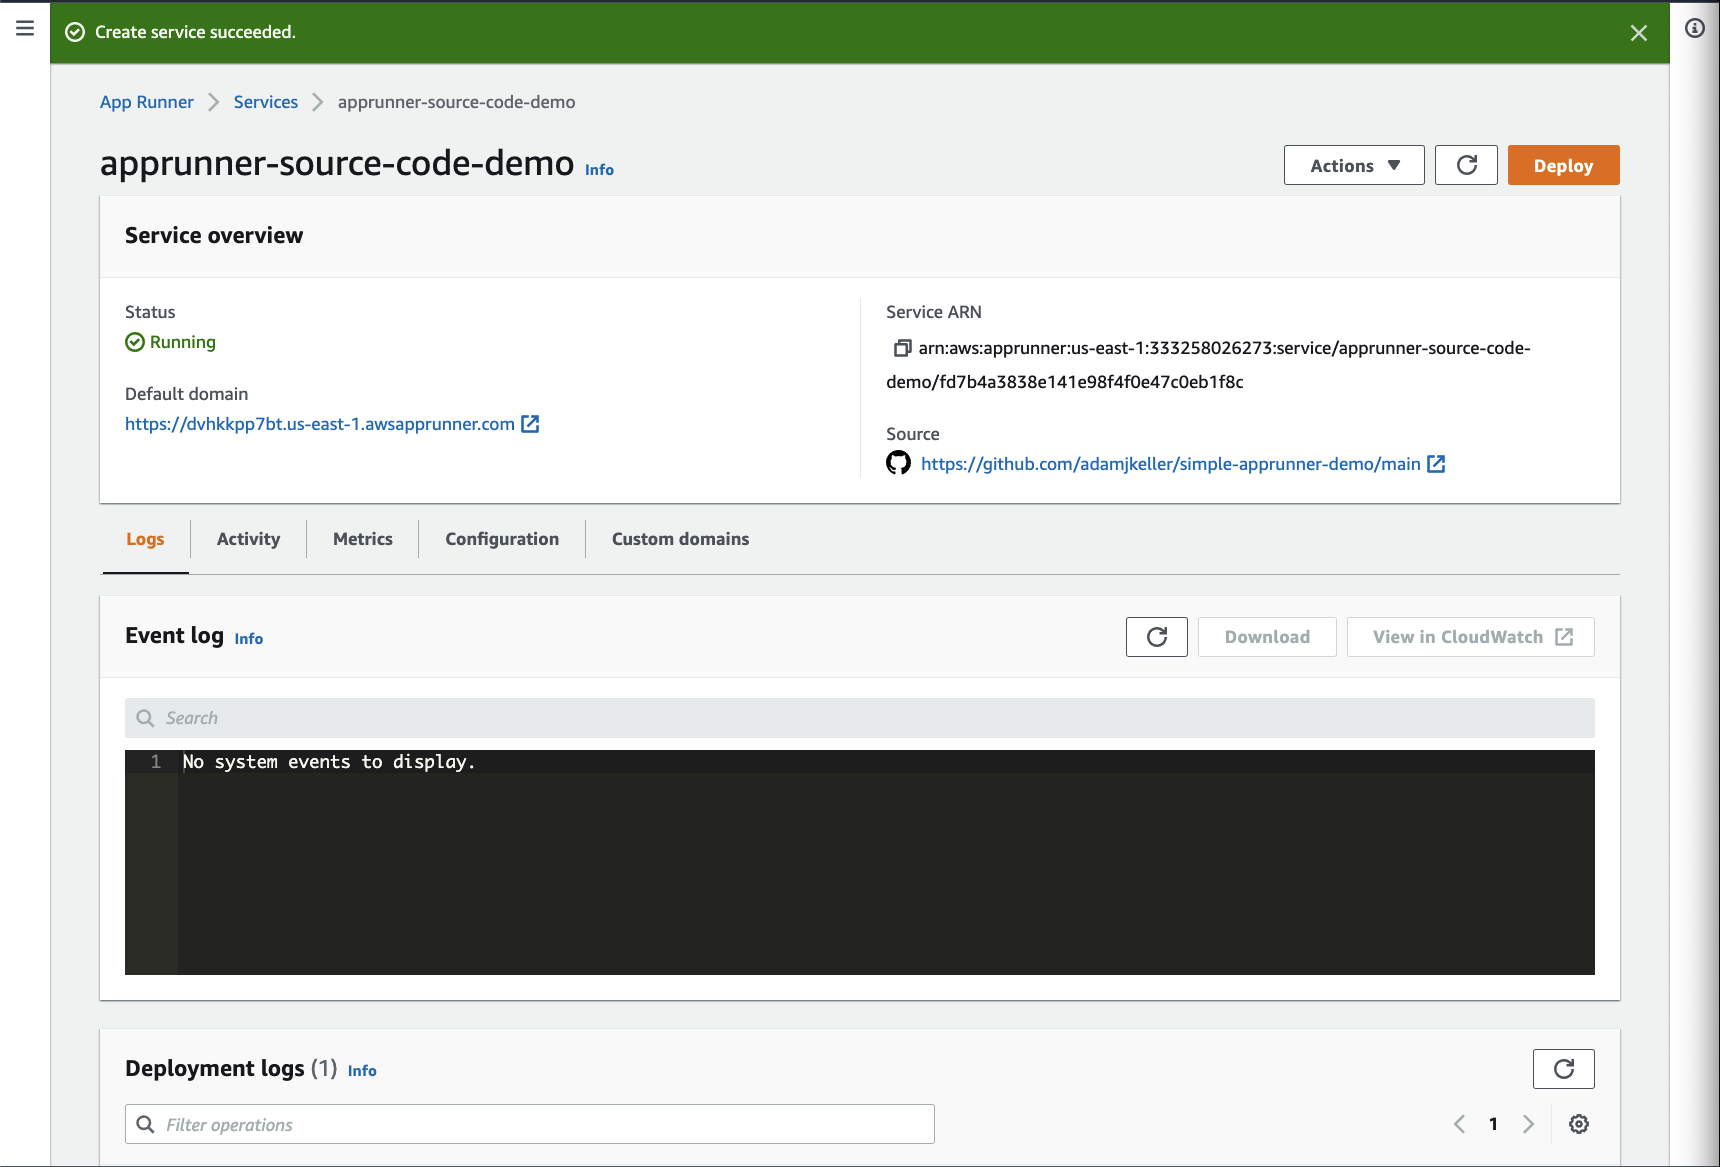 Create service succeeded.
App Runner
Services
apprunner-source-code-demo
apprunner-source-code-demo Info
Actions
Deploy
Service overview
Status
Running
Default domain
https://dvhkkpp7bt.us-east-1.awsapprunner.com
Service ARN
arn:aws:apprunner:us-east-1:333258026273:service/apprunner-source-code-
demo/fd7b4a3838e141e98f4f0e47c0eb1f8c
Source
https://github.com/adamjkeller/simple-apprunner-demo/main
Logs
Activity
Metrics
Configuration
Custom domains
Event log Info
Download
View in CloudWatch
Search
1 No system events to display.
Deployment logs (1) Info
Filter operations
1